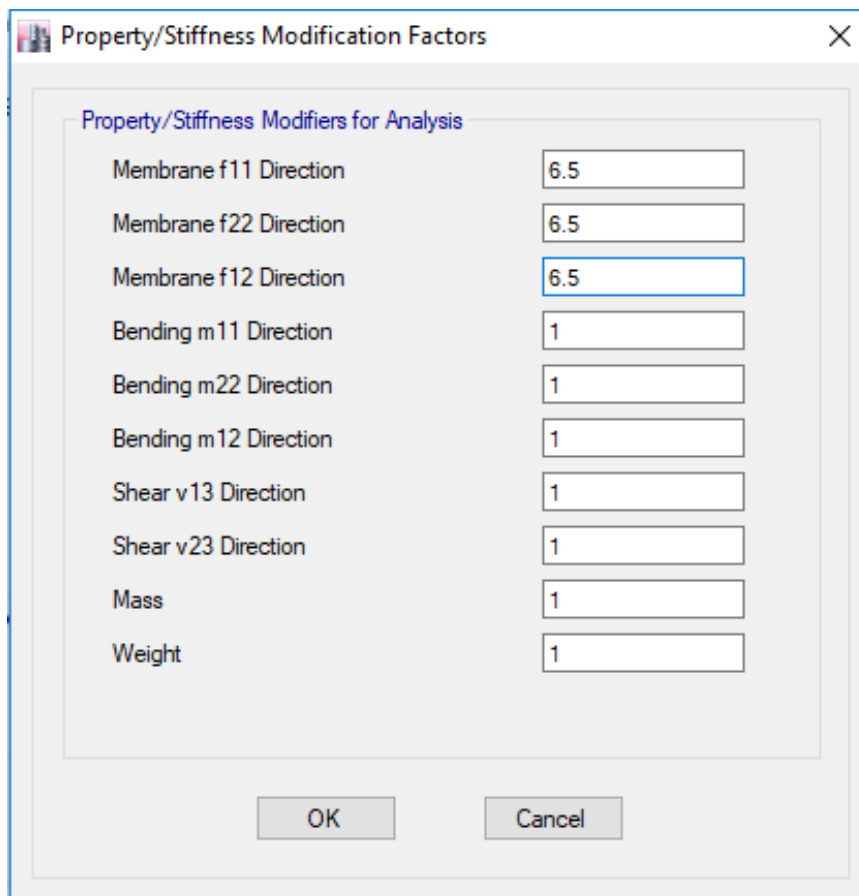 Property/Stiffness Modification Factors
Property/Stiffness Modifiers for Analysis
Membrane f11 Direction 6.5
Membrane f22 Direction 6.5
Membrane f12 Direction 6.5
Bending m11 Direction 1
Bending m22 Direction 1
Bending m12 Direction 1
Shear v13 Direction 1
Shear v23 Direction 1
Mass 1
Weight 1
OK Cancel